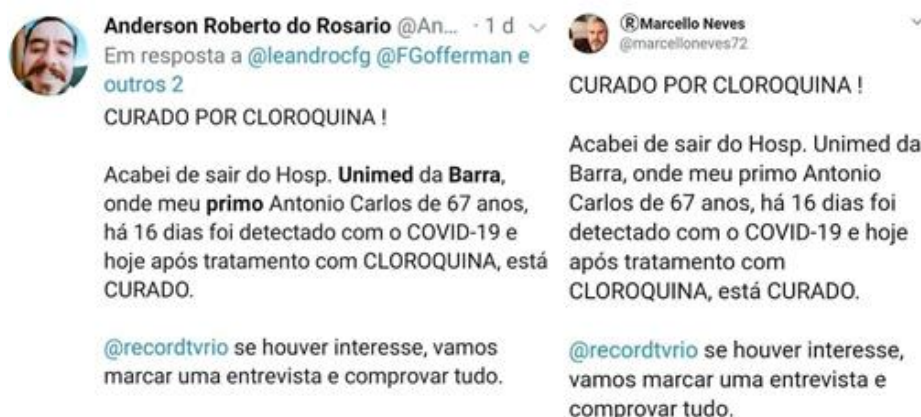 Anderson Roberto do Rosario @An... · 1 d
Em resposta a @leandrocfg @FGofferman e
outros 2
CURADO POR CLOROQUINA !
Acabei de sair do Hosp. Unimed da Barra,
onde meu primo Antonio Carlos de 67 anos,
há 16 dias foi detectado com o COVID-19 e
hoje após tratamento com CLOROQUINA, está
CURADO.
@recordtvrio se houver interesse, vamos
marcar uma entrevista e comprovar tudo.
®Marcello Neves
@marcelloneves72
CURADO POR CLOROQUINA !
Acabei de sair do Hosp. Unimed da
Barra, onde meu primo Antonio
Carlos de 67 anos, há 16 dias foi
detectado com o COVID-19 e hoje
após tratamento com
CLOROQUINA, está CURADO.
@recordtvrio se houver interesse,
vamos marcar uma entrevista e
comprovar tudo.